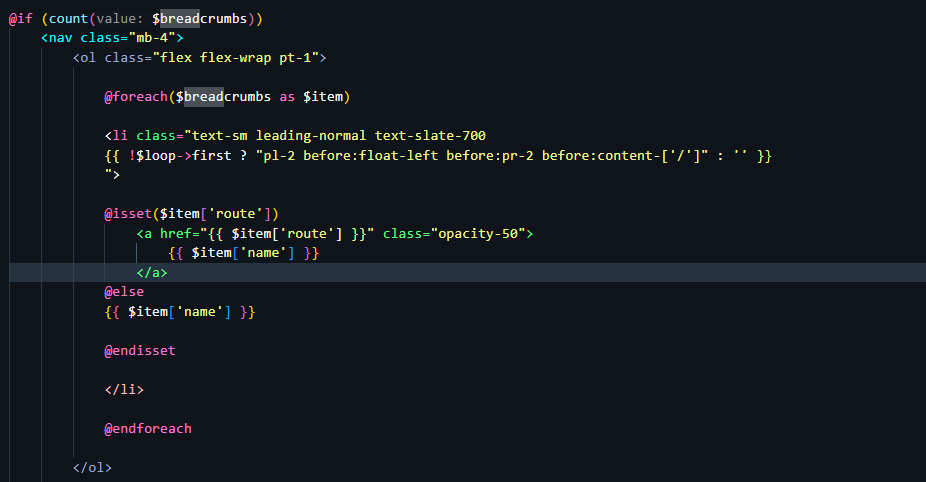 @if (count(value: $breadcrumbs))
<nav class="mb-4">
<ol class="flex flex-wrap pt-1">
@foreach($breadcrumbs as $item)
<li class="text-sm leading-normal text-slate-700
{{ !$loop->first ? "pl-2 before:float-left before:pr-2 before:content-['/']" : '' }}
">
@isset($item['route'])
<a href="{{ $item['route'] }}" class="opacity-50">
{{ $item['name'] }}
</a>
@else
{{ $item['name'] }}
@endisset
</li>
@endforeach
</ol>